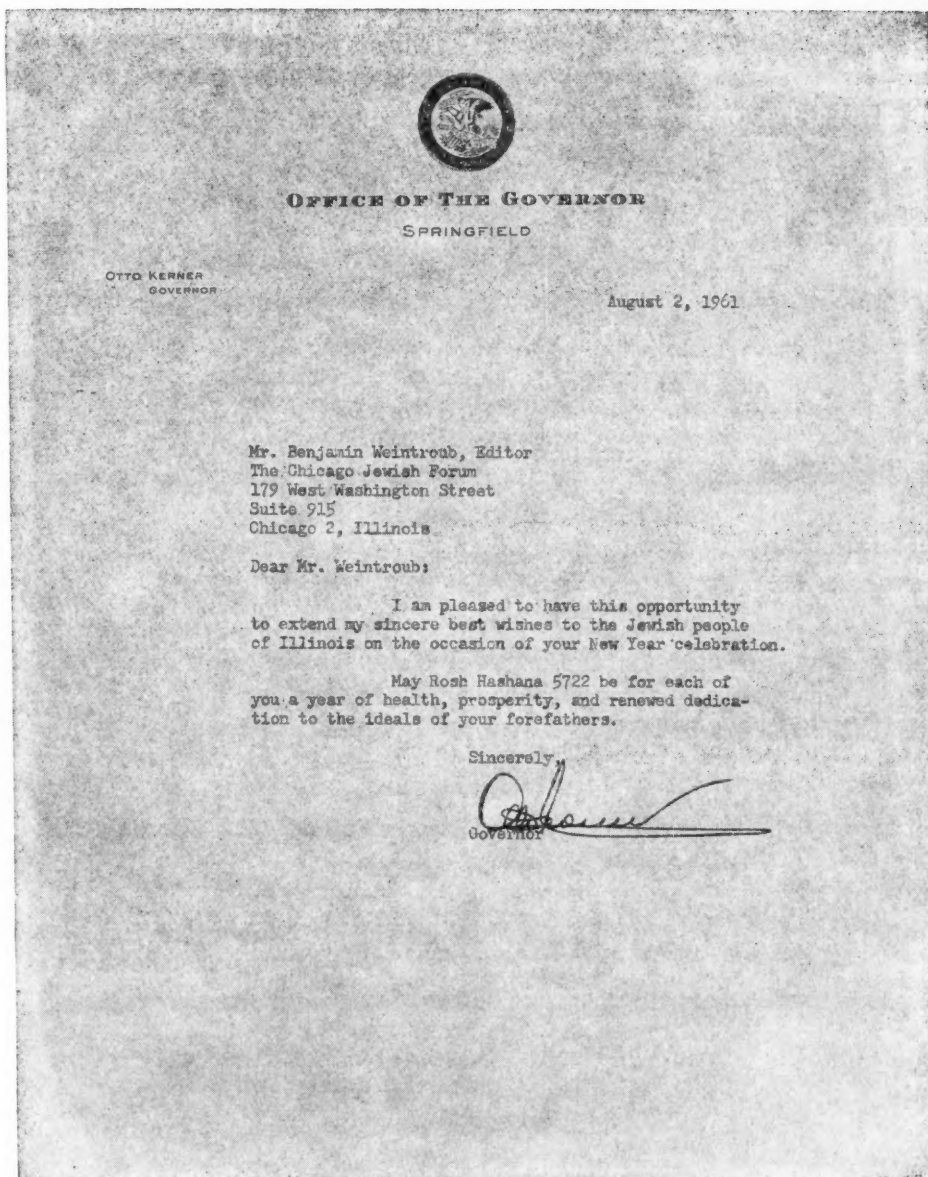 OFFICE OF THE GOVERNOR
SPRINGFIELD
OTTO KERNER
GOVERNOR
August 2, 1961
Mr. Benjamin Weintroub, Editor
The Chicago Jewish Forum
179 West Washington Street
Suite 915
Chicago 2, Illinois
Dear Mr. Weintroub:
I am pleased to have this opportunity
to extend my sincere best wishes to the Jewish people
of Illinois on the occasion of your New Year celebration.
May Rosh Hashana 5722 be for each of
you a year of health, prosperity, and renewed dedica-
tion to the ideals of your forefathers.
Sincerely,
Otto Kerner
Governor